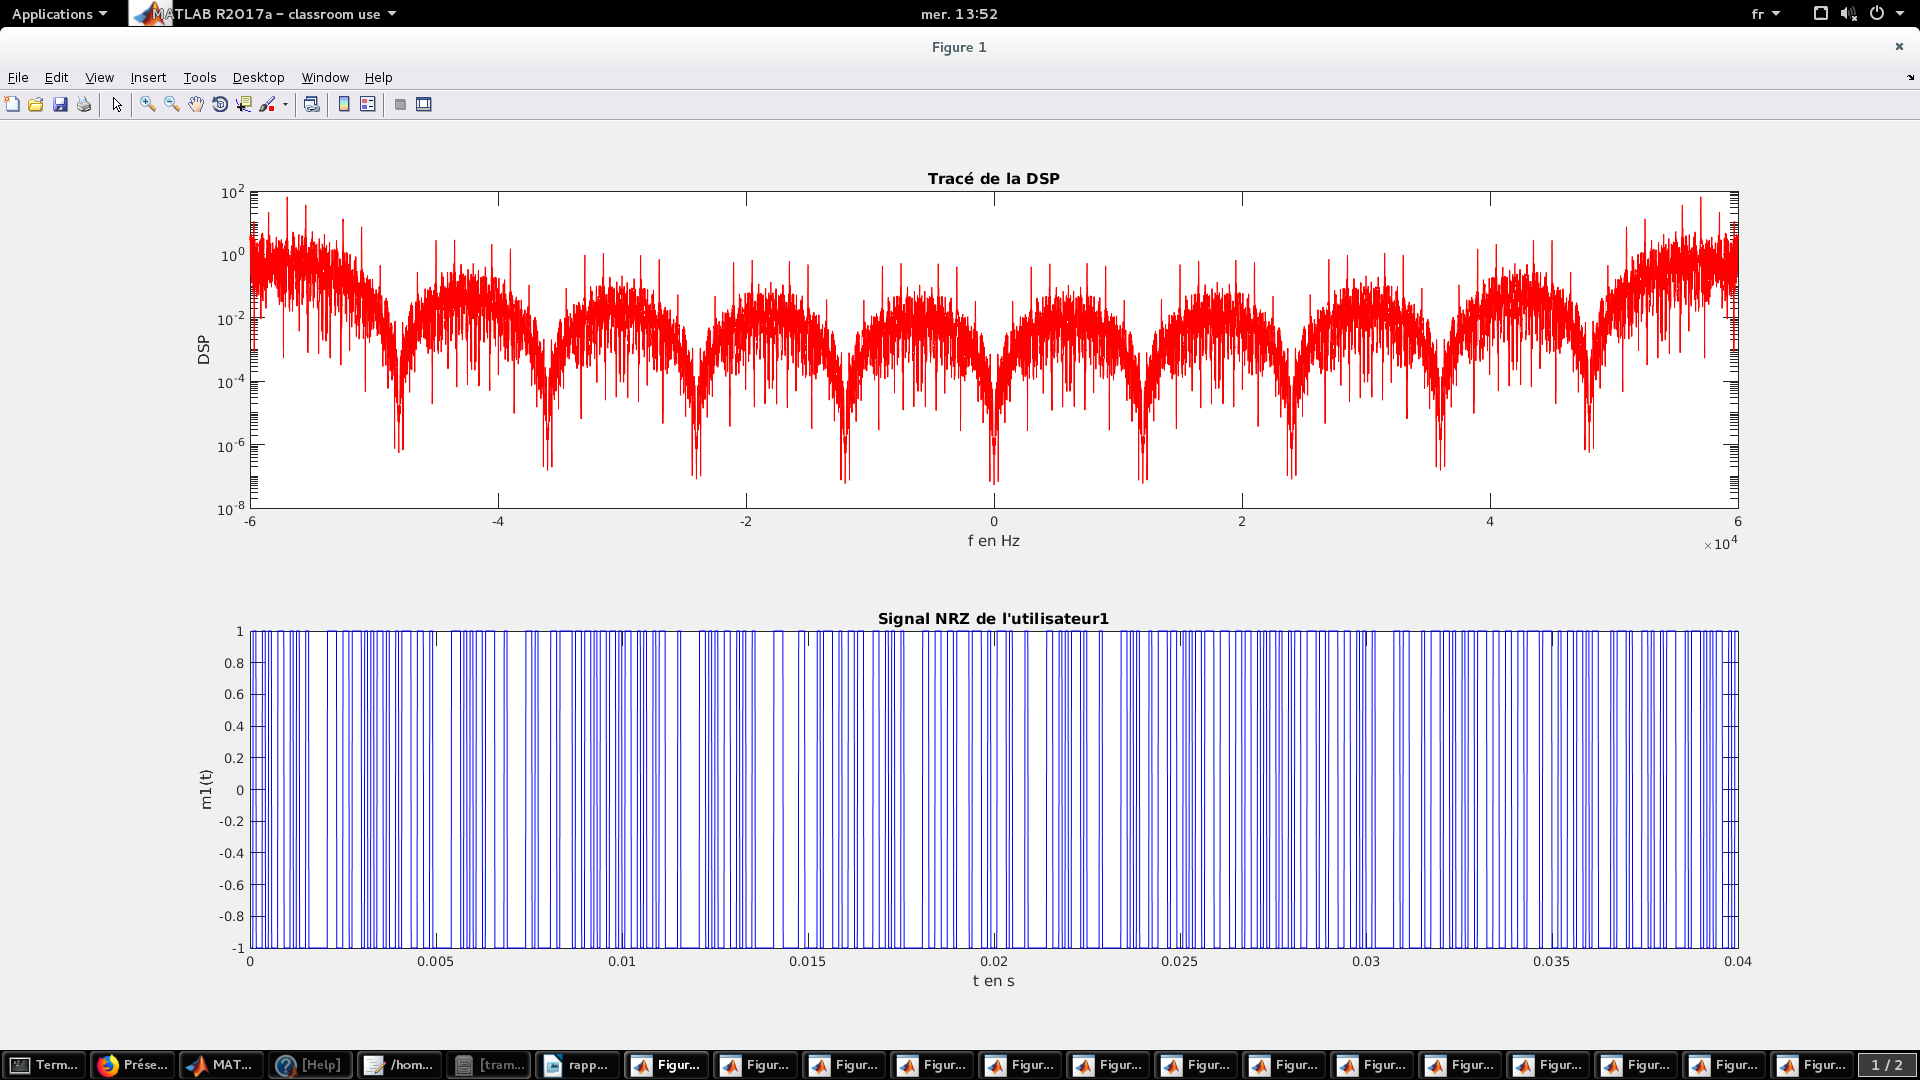 Applications MATLAB R2017a – classroom use mer. 13:52 fr
Figure 1
File Edit View Insert Tools Desktop Window Help
Tracé de la DSP
10^2
10^0
10^-2
10^-4
10^-6
10^-8
DSP
-6 -4 -2 0 2 4 6
f en Hz
×10^4
Signal NRZ de l'utilisateur1
1
0.8
0.6
0.4
0.2
0
-0.2
-0.4
-0.6
-0.8
-1
m1(t)
0 0.005 0.01 0.015 0.02 0.025 0.03 0.035 0.04
t en s
Term... Prése... MAT... [Help] /hom... [tram... rapp... Figur... Figur... Figur... Figur... Figur... Figur... Figur... Figur... Figur... Figur... Figur... Figur... Figur... Figur... 1 / 2